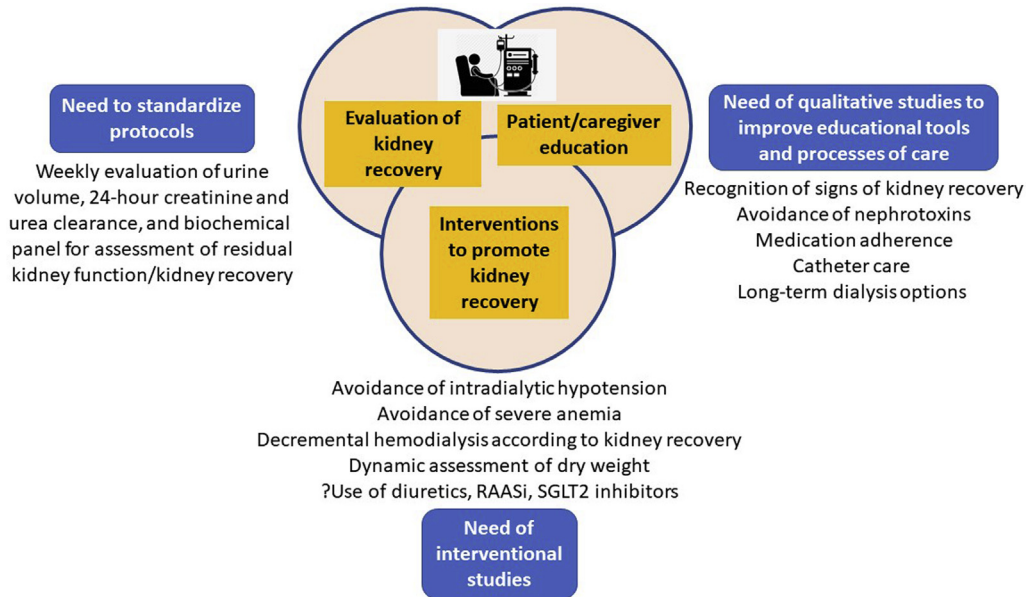 Need to standardize
protocols
Weekly evaluation of urine
volume, 24-hour creatinine and
urea clearance, and biochemical
panel for assessment of residual
kidney function/kidney recovery
Evaluation of
kidney
recovery
Patient/caregiver
education
Interventions
to promote
kidney
recovery
Need of qualitative studies to
improve educational tools
and processes of care
Recognition of signs of kidney recovery
Avoidance of nephrotoxins
Medication adherence
Catheter care
Long-term dialysis options
Avoidance of intradialytic hypotension
Avoidance of severe anemia
Decremental hemodialysis according to kidney recovery
Dynamic assessment of dry weight
?Use of diuretics, RAASi, SGLT2 inhibitors
Need of
interventional
studies